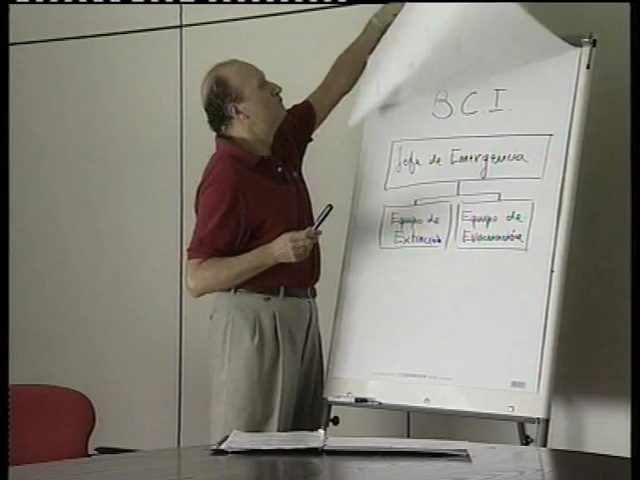 B.C.I.
Jefe de Emergencia
Equipo de
Extinción
Equipo de
Evacuación